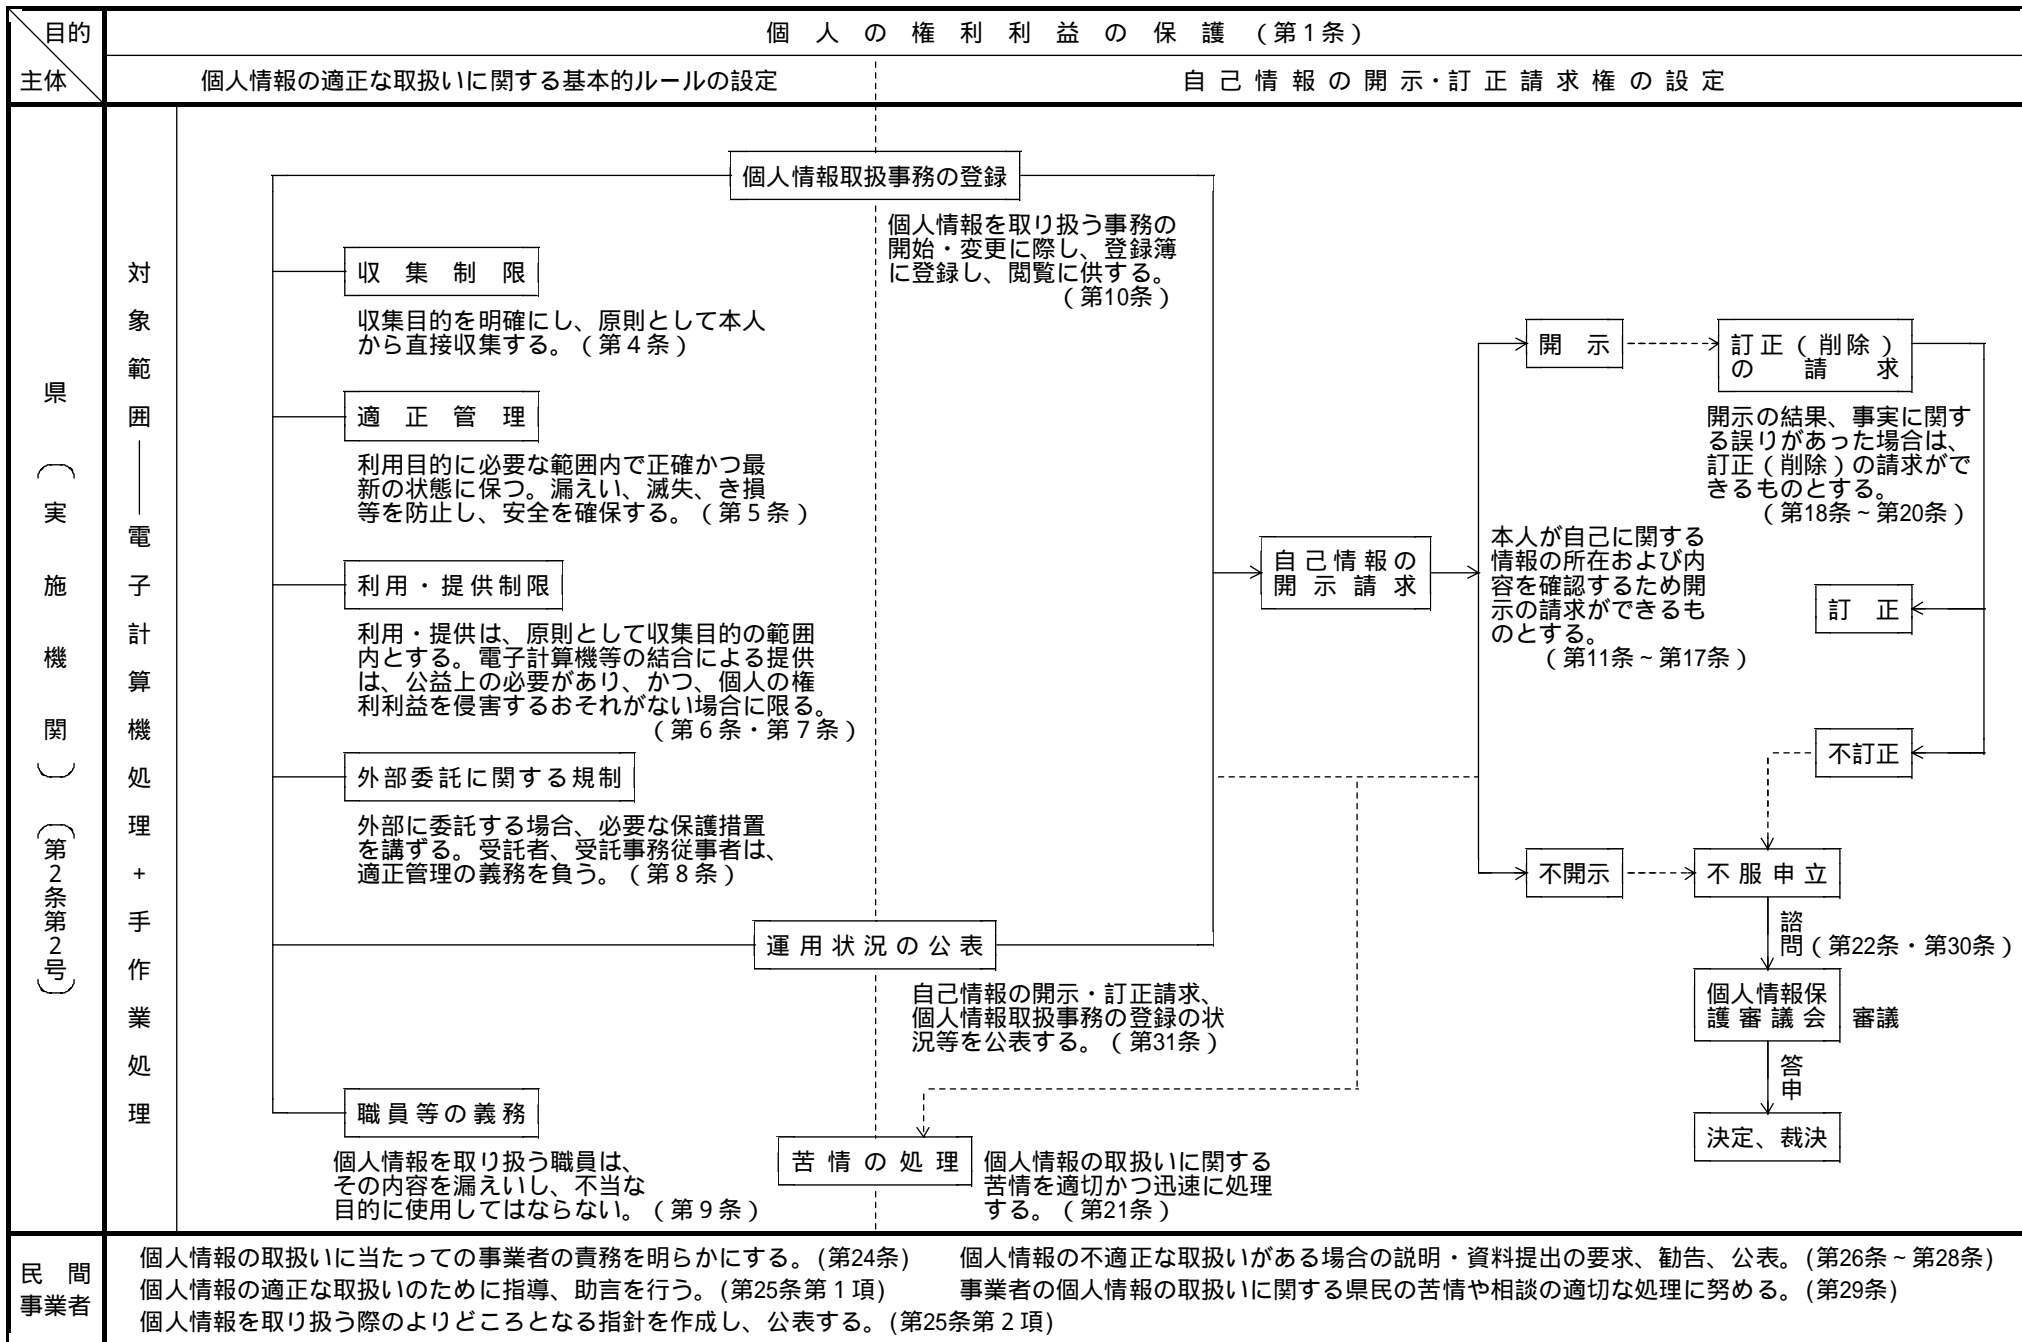 目的
主体
個人の権利利益の保護（第1条）
個人情報の適正な取扱いに関する基本的ルールの設定
自己情報の開示・訂正請求権の設定
県（実施機関）（第2条第2号）
対象範囲――電子計算機処理＋手作業処理
個人情報取扱事務の登録
個人情報を取り扱う事務の
開始・変更に際し、登録簿
に登録し、閲覧に供する。
（第10条）
収集制限
収集目的を明確にし、原則として本人
から直接収集する。（第４条）
適正管理
利用目的に必要な範囲内で正確かつ最
新の状態に保つ。漏えい、滅失、き損
等を防止し、安全を確保する。（第５条）
利用・提供制限
利用・提供は、原則として収集目的の範囲
内とする。電子計算機等の結合による提供
は、公益上の必要があり、かつ、個人の権
利利益を侵害するおそれがない場合に限る。
（第６条・第７条）
外部委託に関する規制
外部に委託する場合、必要な保護措置
を講ずる。受託者、受託事務従事者は、
適正管理の義務を負う。（第８条）
運用状況の公表
自己情報の開示・訂正請求、
個人情報取扱事務の登録の状
況等を公表する。（第31条）
職員等の義務
個人情報を取り扱う職員は、
その内容を漏えいし、不当な
目的に使用してはならない。（第９条）
苦情の処理
個人情報の取扱いに関する
苦情を適切かつ迅速に処理
する。（第21条）
自己情報の
開示請求
本人が自己に関する
情報の所在および内
容を確認するため開
示の請求ができるも
のとする。
（第11条～第17条）
開示
訂正（削除）
の請求
開示の結果、事実に関す
る誤りがあった場合は、
訂正（削除）の請求がで
きるものとする。
（第18条～第20条）
訂正
不訂正
不開示
不服申立
諮問（第22条・第30条）
個人情報保
護審議会
審議
答申
決定、裁決
民間
事業者
個人情報の取扱いに当たっての事業者の責務を明らかにする。(第24条)
個人情報の不適正な取扱いがある場合の説明・資料提出の要求、勧告、公表。(第26条～第28条)
個人情報の適正な取扱いのために指導、助言を行う。(第25条第１項)
事業者の個人情報の取扱いに関する県民の苦情や相談の適切な処理に努める。(第29条)
個人情報を取り扱う際のよりどころとなる指針を作成し、公表する。(第25条第２項)